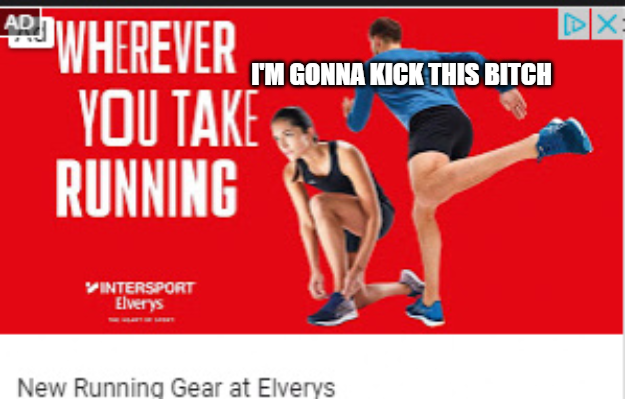 AD
Ad
WHEREVER
I'M GONNA KICK THIS BITCH
YOU TAKE
RUNNING
INTERSPORT
Elverys
THE HEART OF SPORT
New Running Gear at Elverys